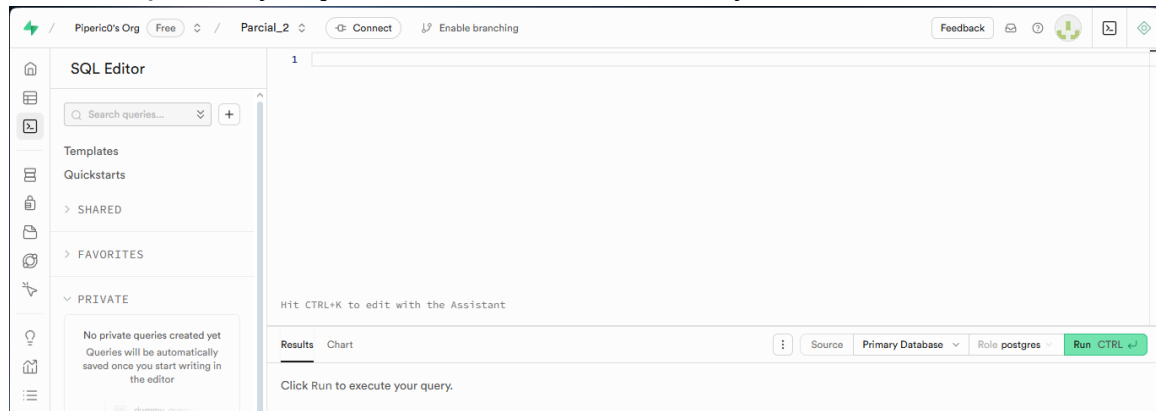 / Piperic0's Org Free / Parcial_2 Connect Enable branching Feedback
SQL Editor
Search queries...
Templates
Quickstarts
SHARED
FAVORITES
PRIVATE
No private queries created yet
Queries will be automatically
saved once you start writing in
the editor
1
Hit CTRL+K to edit with the Assistant
Results Chart Source Primary Database Role postgres Run CTRL
Click Run to execute your query.